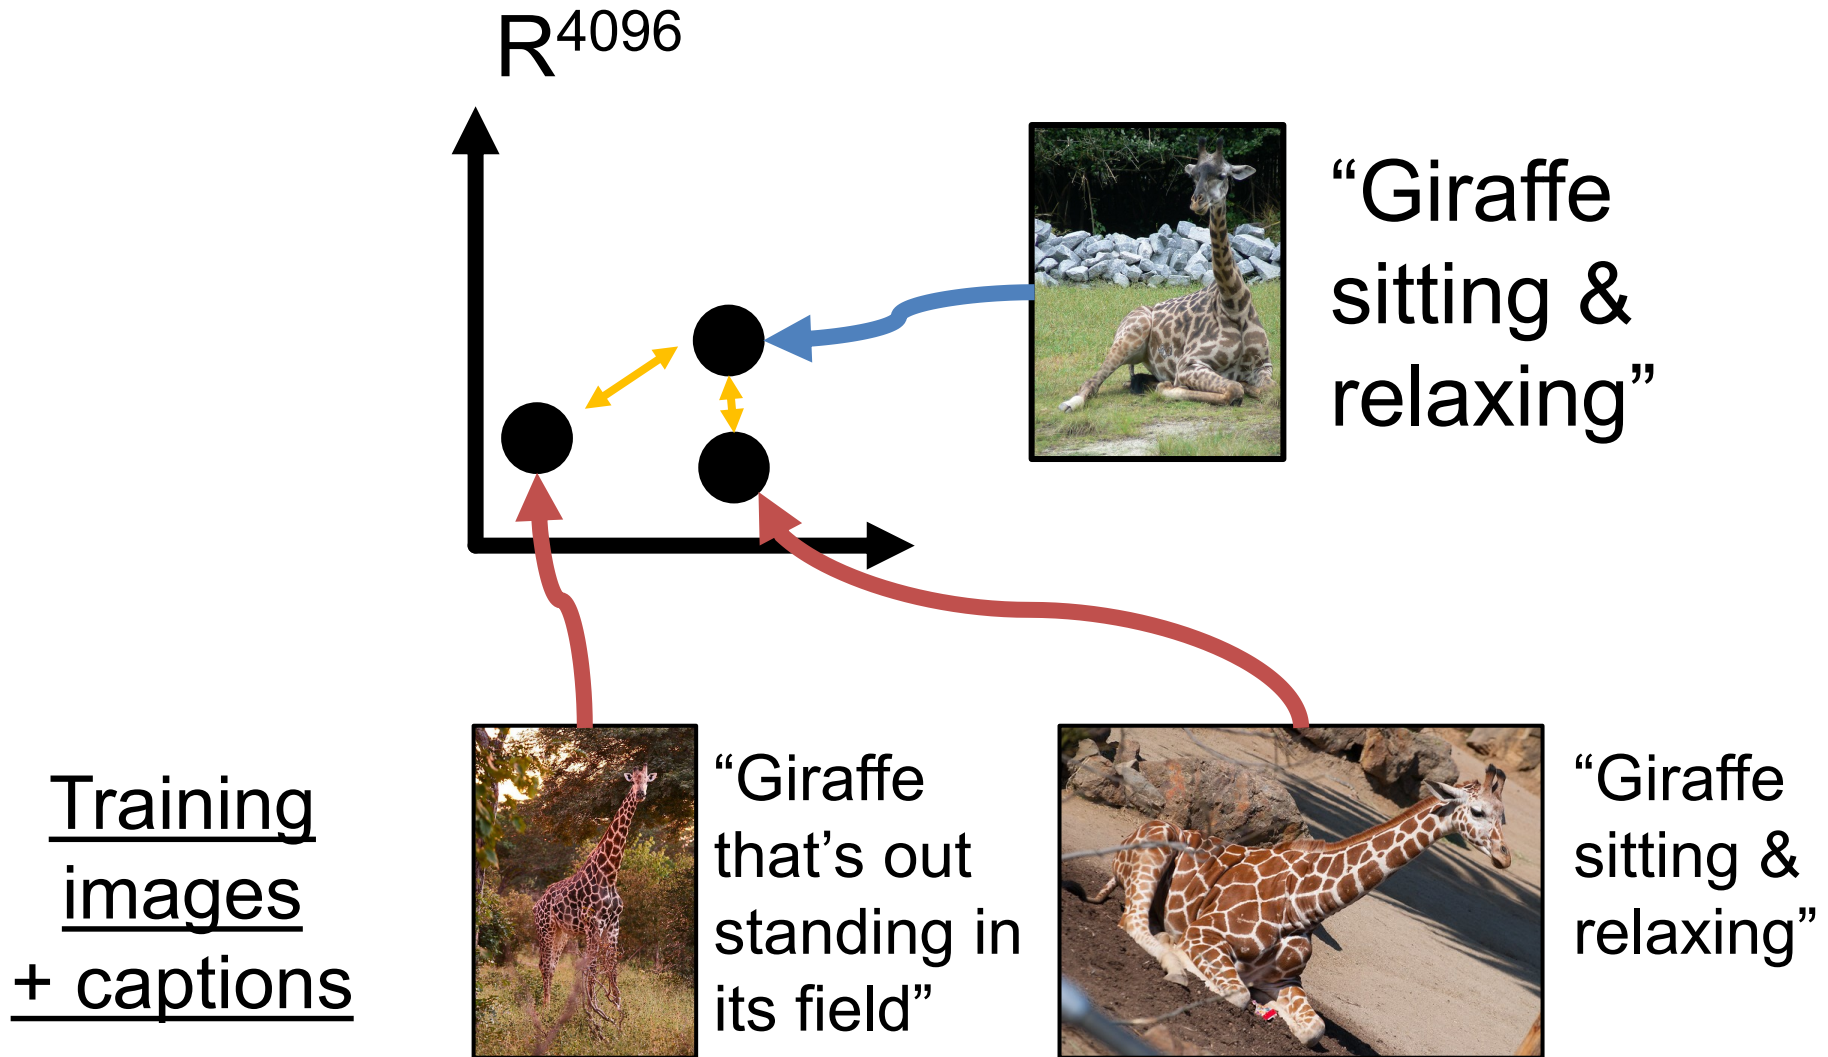 R4096
“Giraffe
sitting &
relaxing”
Training
images
+ captions
“Giraffe
that’s out
standing in
its field”
“Giraffe
sitting &
relaxing”